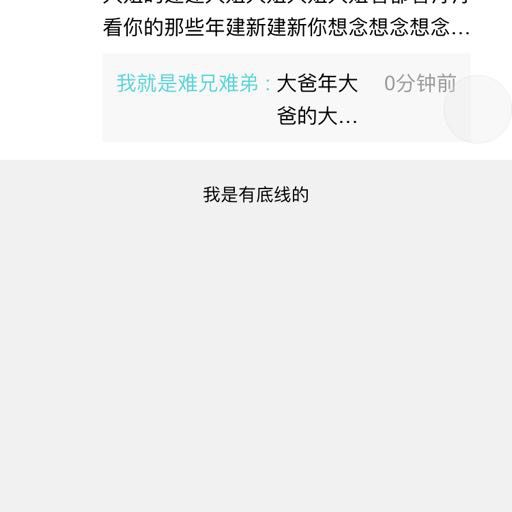 看你的那些年建新建新你想念想念想念…
我就是难兄难弟 : 大爸年大 0分钟前
爸的大…
我是有底线的